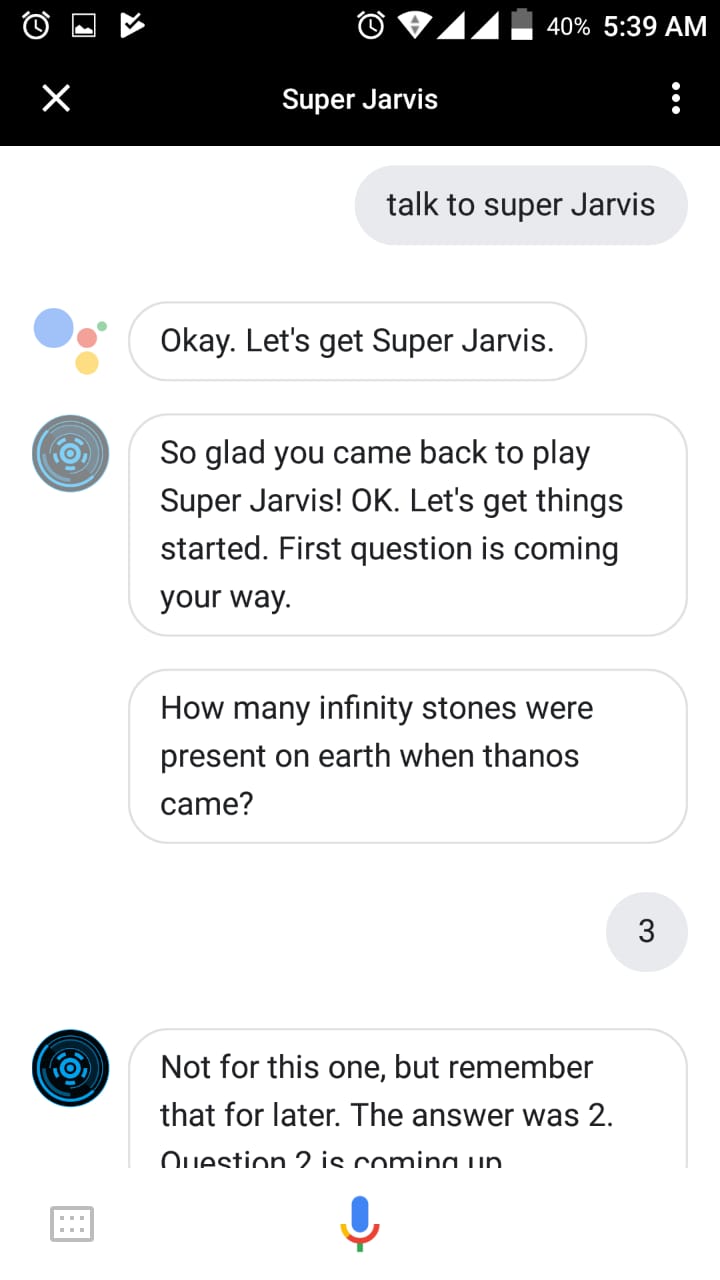 40% 5:39 AM
Super Jarvis
talk to super Jarvis
Okay. Let's get Super Jarvis.
So glad you came back to play
Super Jarvis! OK. Let's get things
started. First question is coming
your way.
How many infinity stones were
present on earth when thanos
came?
3
Not for this one, but remember
that for later. The answer was 2.
Question 2 is coming up